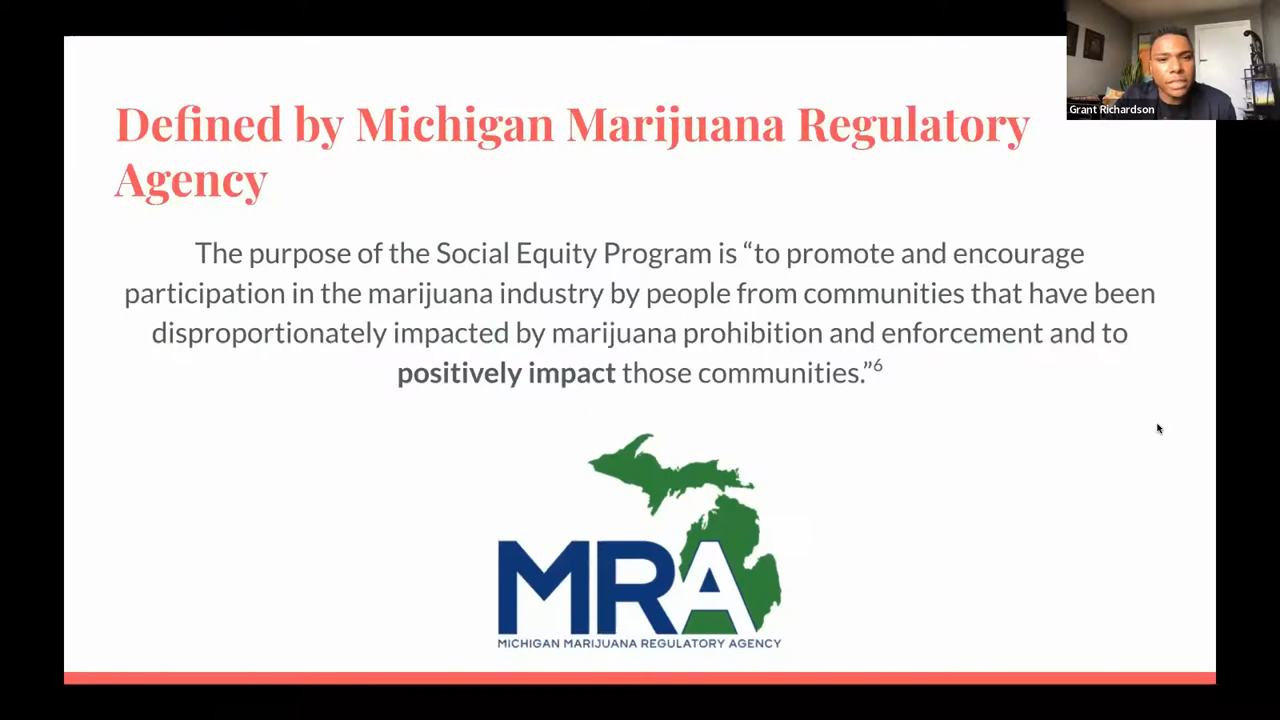 Grant Richardson
Defined by Michigan Marijuana Regulatory
Agency
The purpose of the Social Equity Program is “to promote and encourage
participation in the marijuana industry by people from communities that have been
disproportionately impacted by marijuana prohibition and enforcement and to
positively impact those communities.”⁶
MRA
MICHIGAN MARIJUANA REGULATORY AGENCY